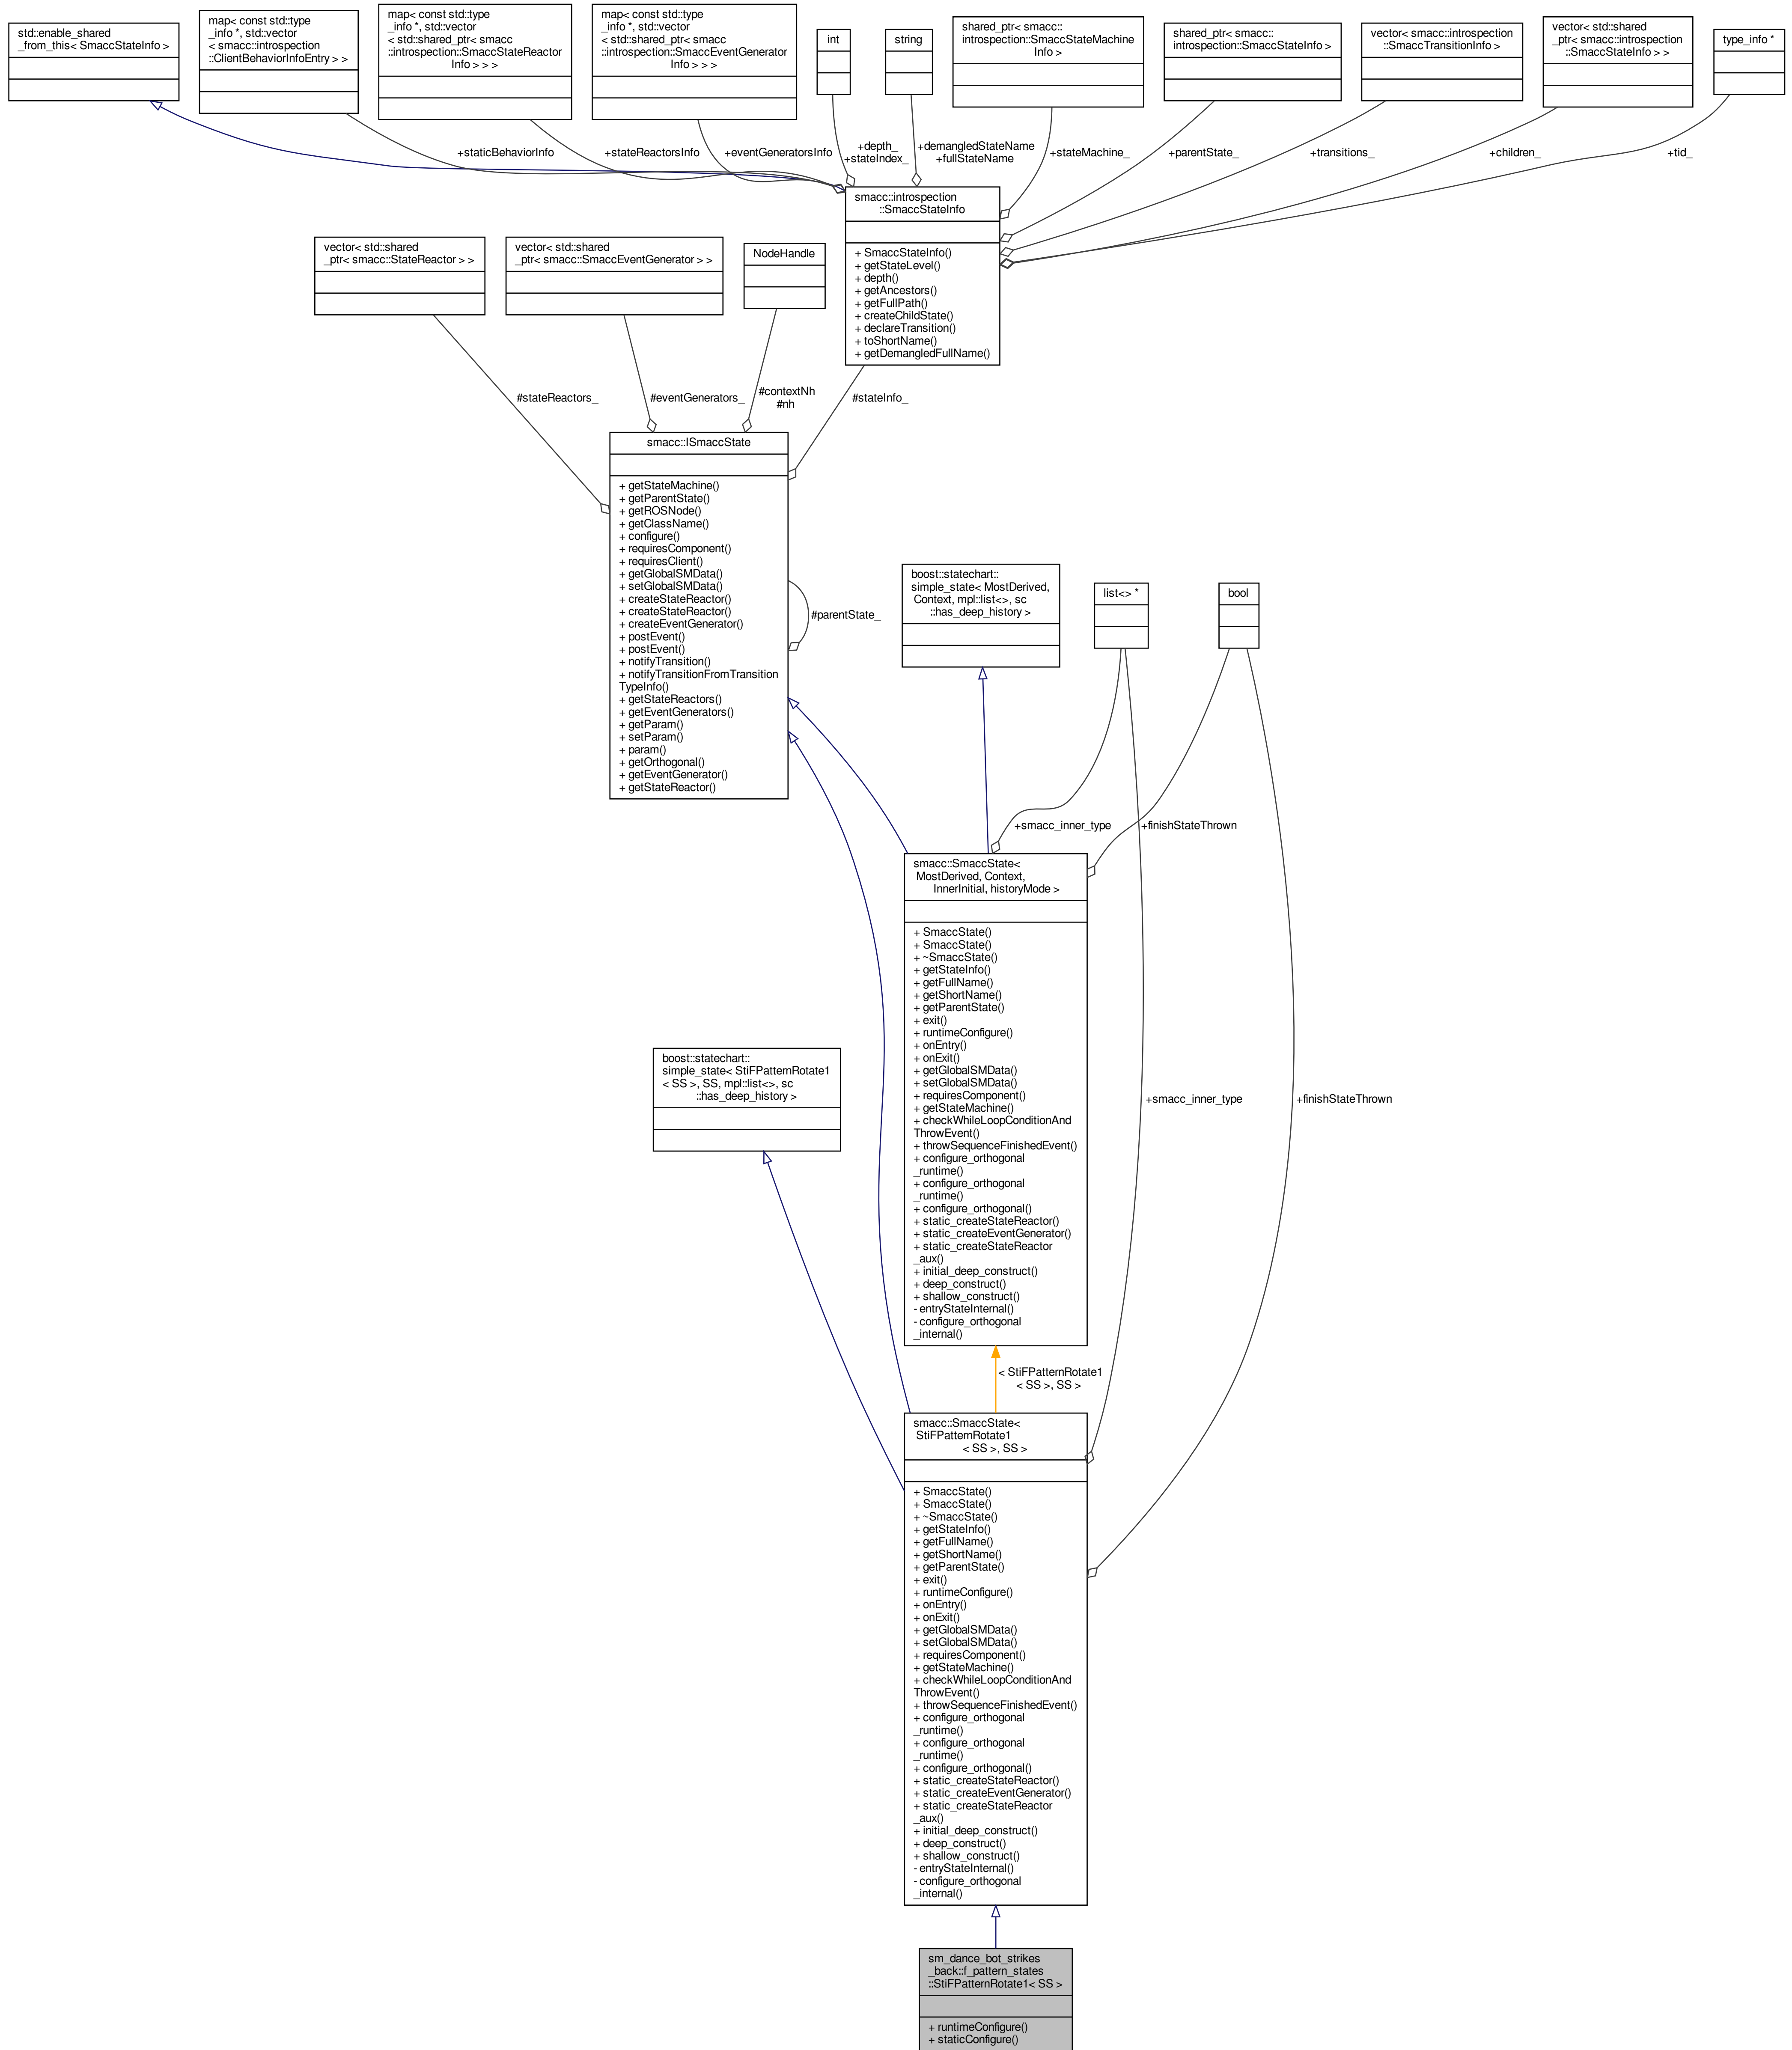 std::enable_shared
_from_this< SmaccStateInfo >
map< const std::type
_info *, std::vector
< smacc::introspection
::ClientBehaviorInfoEntry > >
map< const std::type
_info *, std::vector
< std::shared_ptr< smacc
::introspection::SmaccStateReactor
Info > > >
map< const std::type
_info *, std::vector
< std::shared_ptr< smacc
::introspection::SmaccEventGenerator
Info > > >
int
string
shared_ptr< smacc::
introspection::SmaccStateMachine
Info >
shared_ptr< smacc::
introspection::SmaccStateInfo >
vector< smacc::introspection
::SmaccTransitionInfo >
vector< std::shared
_ptr< smacc::introspection
::SmaccStateInfo > >
type_info *
+staticBehaviorInfo
+stateReactorsInfo
+eventGeneratorsInfo
+depth_
+stateIndex_
+demangledStateName
+fullStateName
+stateMachine_
+parentState_
+transitions_
+children_
+tid_
smacc::introspection
::SmaccStateInfo
+ SmaccStateInfo()
+ getStateLevel()
+ depth()
+ getAncestors()
+ getFullPath()
+ createChildState()
+ declareTransition()
+ toShortName()
+ getDemangledFullName()
vector< std::shared
_ptr< smacc::StateReactor > >
vector< std::shared
_ptr< smacc::SmaccEventGenerator > >
NodeHandle
#stateReactors_
#eventGenerators_
#contextNh
#nh
#stateInfo_
smacc::ISmaccState
+ getStateMachine()
+ getParentState()
+ getROSNode()
+ getClassName()
+ configure()
+ requiresComponent()
+ requiresClient()
+ getGlobalSMData()
+ setGlobalSMData()
+ createStateReactor()
+ createStateReactor()
+ createEventGenerator()
+ postEvent()
+ postEvent()
+ notifyTransition()
+ notifyTransitionFromTransition
TypeInfo()
+ getStateReactors()
+ getEventGenerators()
+ getParam()
+ setParam()
+ param()
+ getOrthogonal()
+ getEventGenerator()
+ getStateReactor()
#parentState_
boost::statechart::
simple_state< MostDerived,
Context, mpl::list<>, sc
::has_deep_history >
list<> *
bool
+smacc_inner_type
+finishStateThrown
smacc::SmaccState<
MostDerived, Context,
InnerInitial, historyMode >
+ SmaccState()
+ SmaccState()
+ ~SmaccState()
+ getStateInfo()
+ getFullName()
+ getShortName()
+ getParentState()
+ exit()
+ runtimeConfigure()
+ onEntry()
+ onExit()
+ getGlobalSMData()
+ setGlobalSMData()
+ requiresComponent()
+ getStateMachine()
+ checkWhileLoopConditionAnd
ThrowEvent()
+ throwSequenceFinishedEvent()
+ configure_orthogonal
_runtime()
+ configure_orthogonal
_runtime()
+ configure_orthogonal()
+ static_createStateReactor()
+ static_createEventGenerator()
+ static_createStateReactor
_aux()
+ initial_deep_construct()
+ deep_construct()
+ shallow_construct()
- entryStateInternal()
- configure_orthogonal
_internal()
boost::statechart::
simple_state< StiFPatternRotate1
< SS >, SS, mpl::list<>, sc
::has_deep_history >
+smacc_inner_type
+finishStateThrown
< StiFPatternRotate1
< SS >, SS >
smacc::SmaccState<
StiFPatternRotate1
< SS >, SS >
+ SmaccState()
+ SmaccState()
+ ~SmaccState()
+ getStateInfo()
+ getFullName()
+ getShortName()
+ getParentState()
+ exit()
+ runtimeConfigure()
+ onEntry()
+ onExit()
+ getGlobalSMData()
+ setGlobalSMData()
+ requiresComponent()
+ getStateMachine()
+ checkWhileLoopConditionAnd
ThrowEvent()
+ throwSequenceFinishedEvent()
+ configure_orthogonal
_runtime()
+ configure_orthogonal
_runtime()
+ configure_orthogonal()
+ static_createStateReactor()
+ static_createEventGenerator()
+ static_createStateReactor
_aux()
+ initial_deep_construct()
+ deep_construct()
+ shallow_construct()
- entryStateInternal()
- configure_orthogonal
_internal()
sm_dance_bot_strikes
_back::f_pattern_states
::StiFPatternRotate1< SS >
+ runtimeConfigure()
+ staticConfigure()